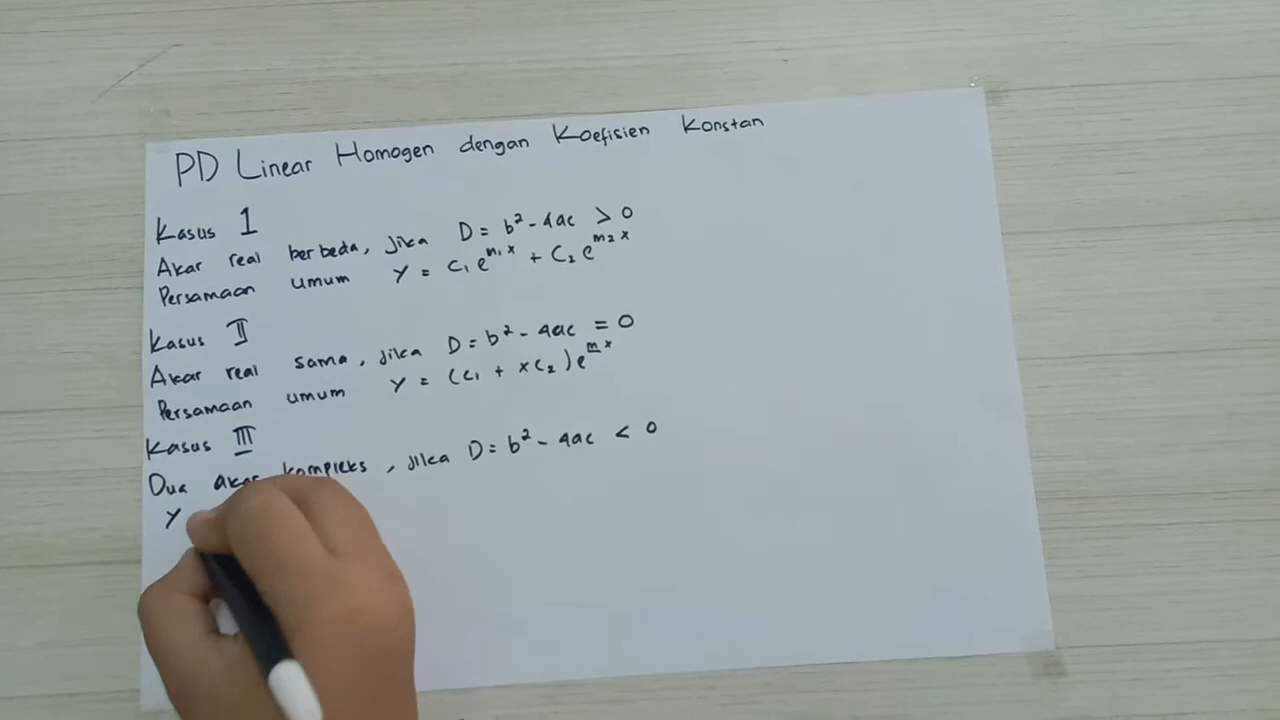 PD Linear Homogen dengan Koefisien Konstan
Kasus I
Akar real berbeda, jika D = b² - 4ac > 0
Persamaan umum y = C₁e^m₁x + C₂e^m₂x
Kasus II
Akar real sama, jika D = b² - 4ac = 0
Persamaan umum y = (C₁ + xC₂)e^mx
Kasus III
Dua akar kompleks, jika D = b² - 4ac < 0
y